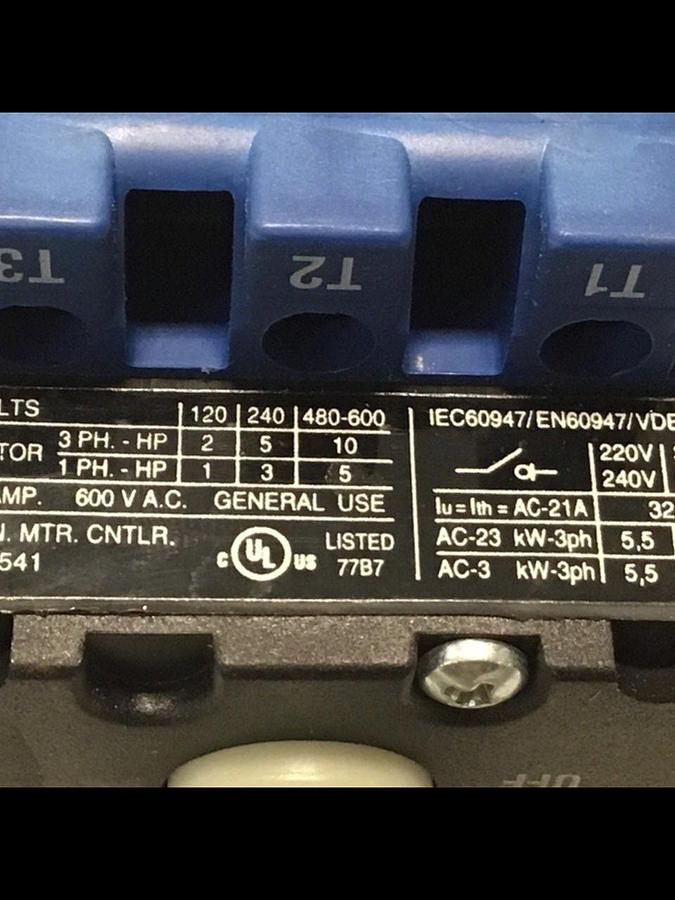 T3 T2 T1
LTS 120 240 480-600
TOR 3 PH. - HP 2 5 10
1 PH. - HP 1 3 5
AMP. 600 V A.C. GENERAL USE
N. MTR. CNTLR.
541
c UL us LISTED
77B7
IEC60947/EN60947/VDE
220V
240V
Iu = Ith = AC-21A 32
AC-23 kW-3ph 5,5
AC-3 kW-3ph 5,5
OFF